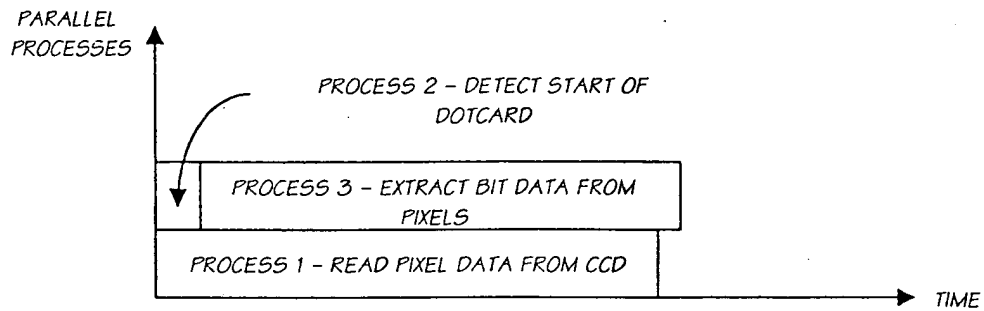 PARALLEL
PROCESSES
PROCESS 2 - DETECT START OF
DOTCARD
PROCESS 3 - EXTRACT BIT DATA FROM
PIXELS
PROCESS 1 - READ PIXEL DATA FROM CCD
TIME